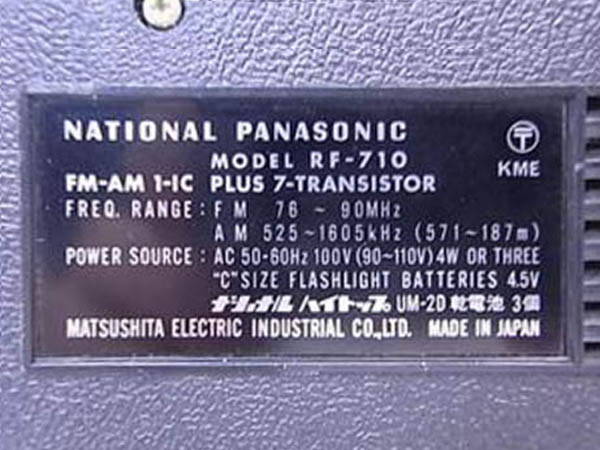 NATIONAL PANASONIC
MODEL RF-710
〒
KME
FM-AM 1-IC PLUS 7-TRANSISTOR
FREQ. RANGE : FM 76 ~ 90MHz
AM 525~1605kHz (571~187m)
POWER SOURCE : AC 50-60Hz 100V (90~110V) 4W OR THREE
"C" SIZE FLASHLIGHT BATTERIES 4.5V
ナショナル ハイトップ UM-2D 乾電池 3個
MATSUSHITA ELECTRIC INDUSTRIAL CO.,LTD. MADE IN JAPAN